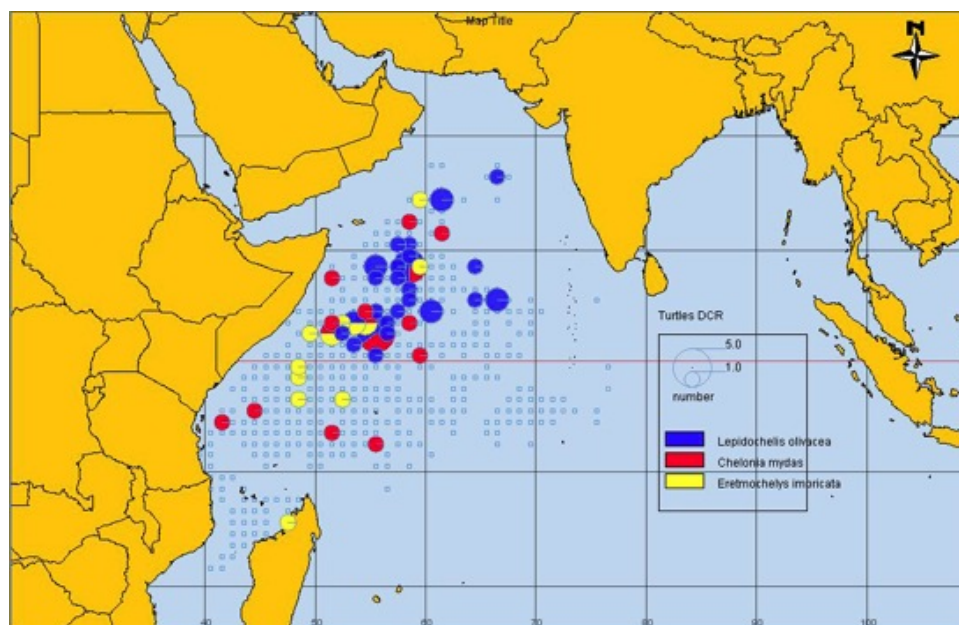 Map Title
N
Turtles DCR
5.0
1.0
number
Lepidochelis olivacea
Chelonia mydas
Eretmochelys imbricata
40 50 60 70 80 90 100